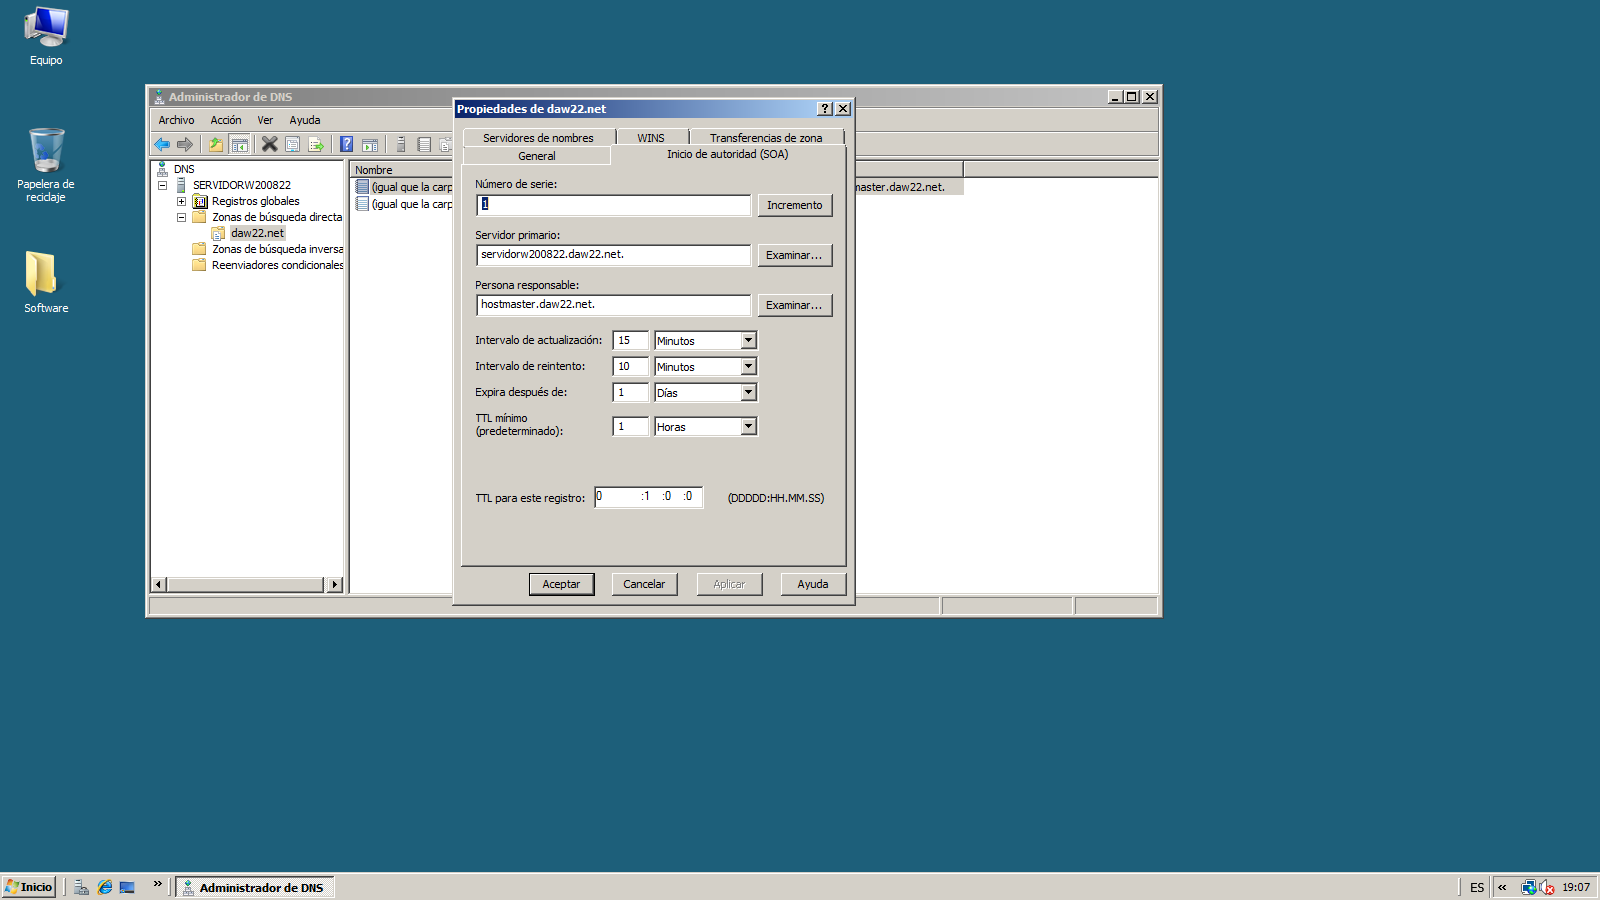 Equipo
Papelera de
reciclaje
Software
Administrador de DNS
Archivo Acción Ver Ayuda
DNS
SERVIDORW200822
Registros globales
Zonas de búsqueda directa
daw22.net
Zonas de búsqueda inversa
Reenviadores condicionales
Nombre
(igual que la carp
(igual que la carp
master.daw22.net.
Propiedades de daw22.net
Servidores de nombres WINS Transferencias de zona
General Inicio de autoridad (SOA)
Número de serie:
1 Incremento
Servidor primario:
servidorw200822.daw22.net. Examinar...
Persona responsable:
hostmaster.daw22.net. Examinar...
Intervalo de actualización: 15 Minutos
Intervalo de reintento: 10 Minutos
Expira después de: 1 Días
TTL mínimo
(predeterminado): 1 Horas
TTL para este registro: 0 :1 :0 :0 (DDDDD:HH.MM.SS)
Aceptar Cancelar Aplicar Ayuda
Inicio Administrador de DNS ES 19:07